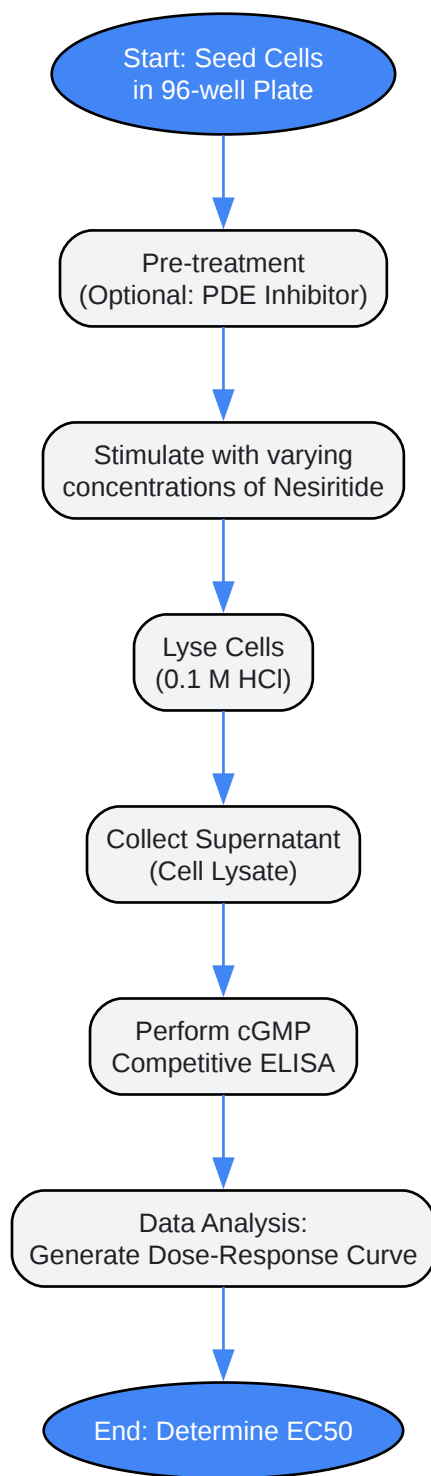 Start: Seed Cells
in 96-well Plate
Pre-treatment
(Optional: PDE Inhibitor)
Stimulate with varying
concentrations of Nesiritide
Lyse Cells
(0.1 M HCl)
Collect Supernatant
(Cell Lysate)
Perform cGMP
Competitive ELISA
Data Analysis:
Generate Dose-Response Curve
End: Determine EC50